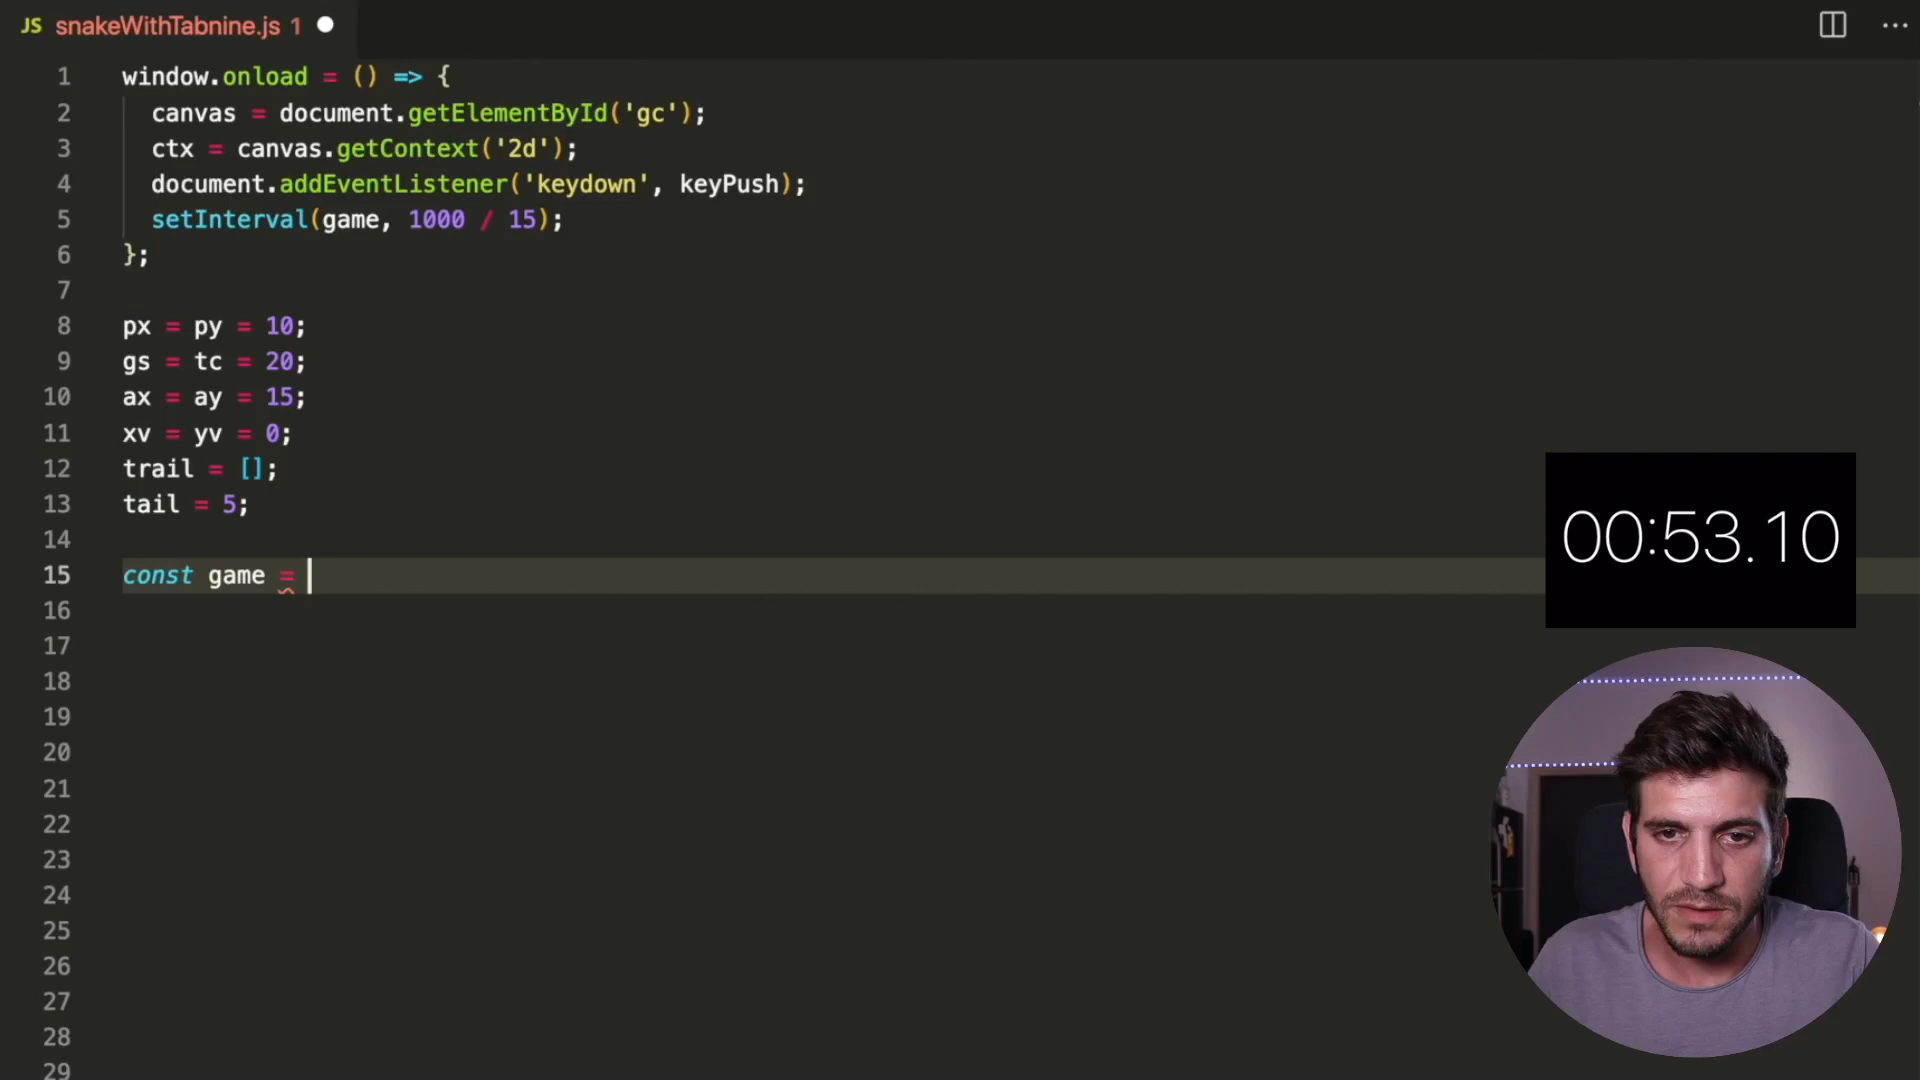 JS snakeWithTabnine.js 1
1 window.onload = () => {
2 canvas = document.getElementById('gc');
3 ctx = canvas.getContext('2d');
4 document.addEventListener('keydown', keyPush);
5 setInterval(game, 1000 / 15);
6 };
7
8 px = py = 10;
9 gs = tc = 20;
10 ax = ay = 15;
11 xv = yv = 0;
12 trail = [];
13 tail = 5;
14
15 const game =
16
17
18
19
20
21
22
23
24
25
26
27
28
29
00:53.10